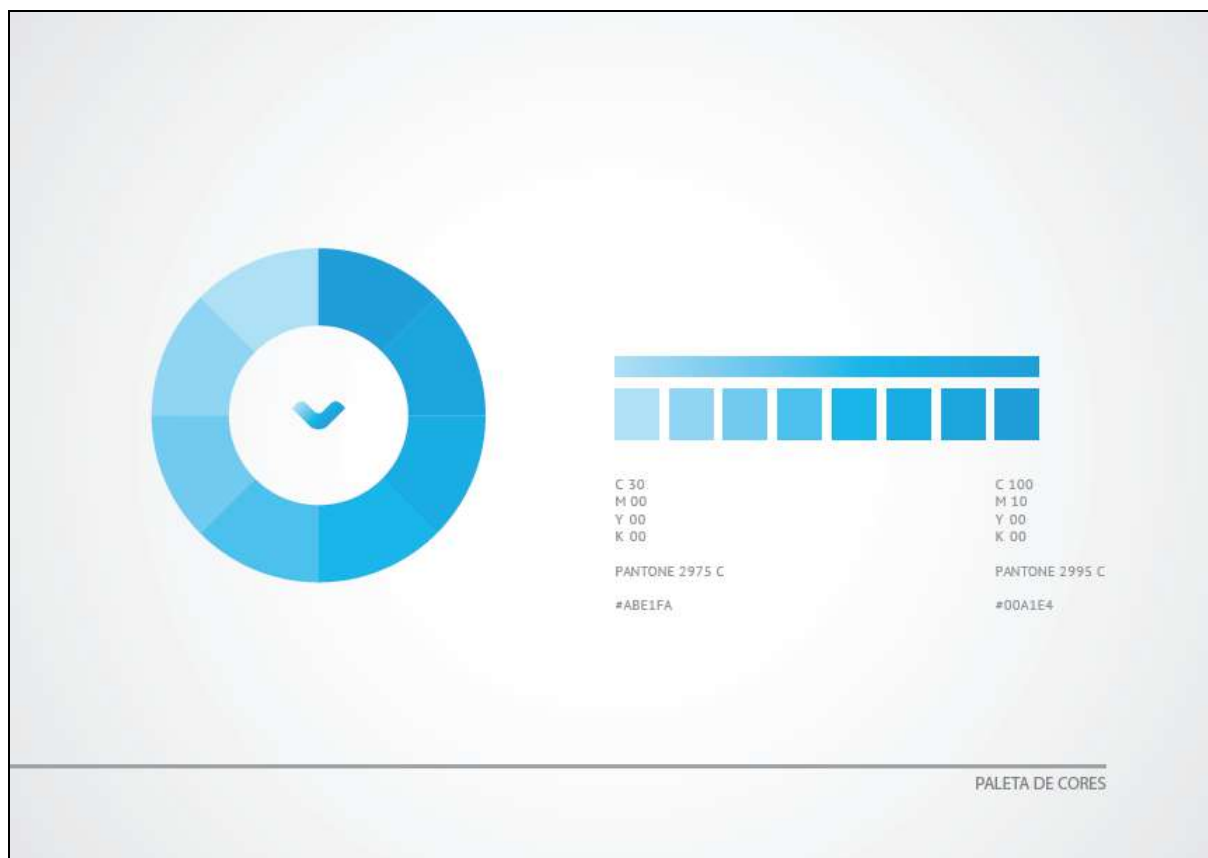 C 30
M 00
Y 00
K 00
PANTONE 2975 C
#ABE1FA
C 100
M 10
Y 00
K 00
PANTONE 2995 C
#00A1E4
PALETA DE CORES